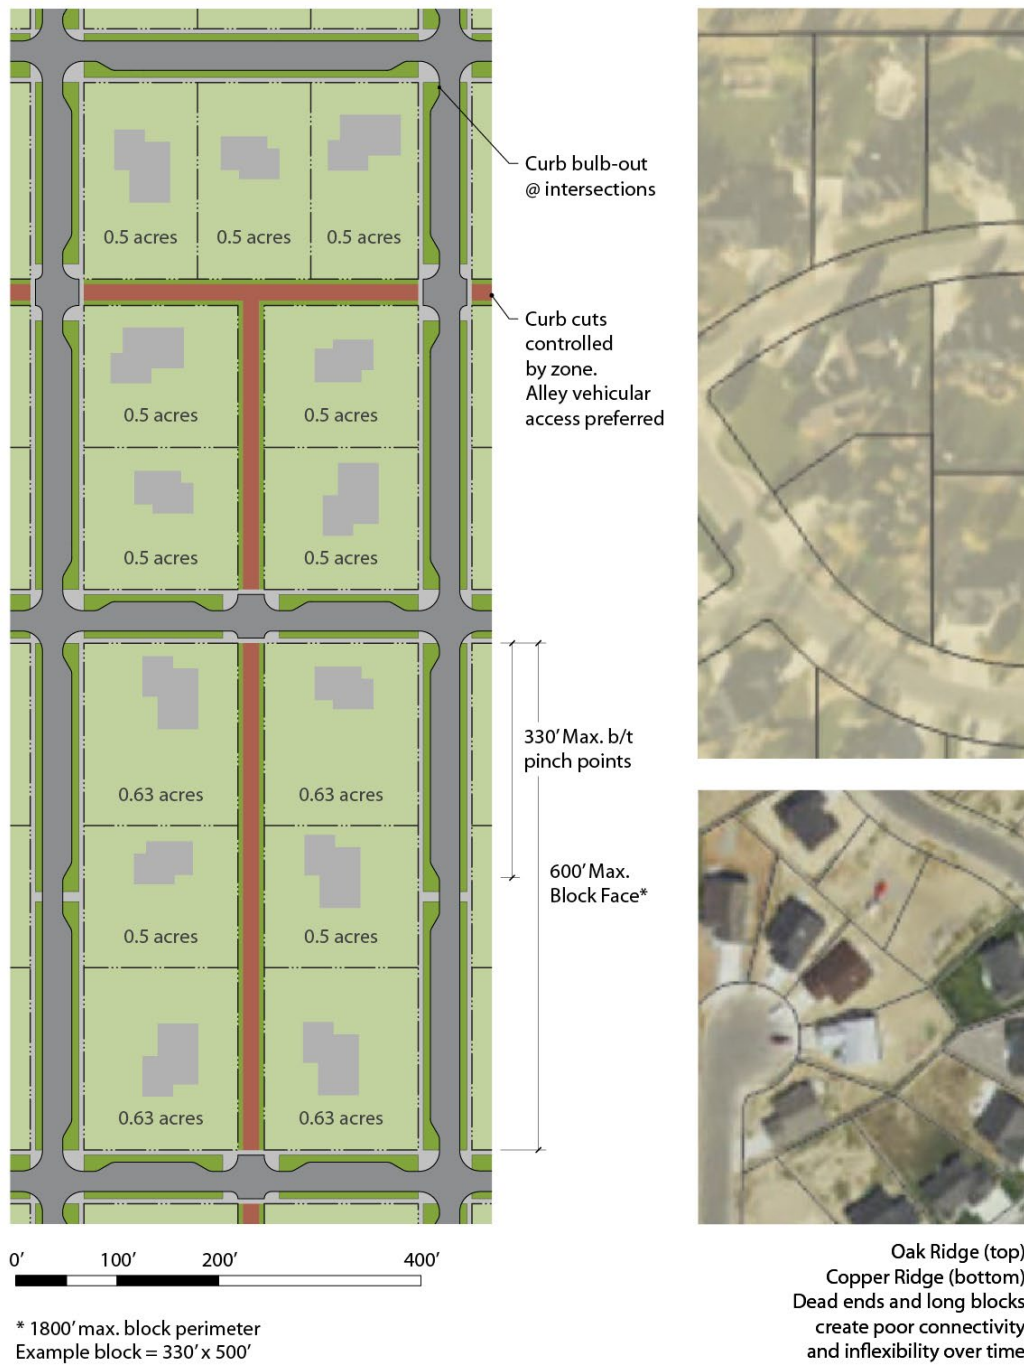 Curb bulb-out
@ intersections
0.5 acres
0.5 acres
0.5 acres
Curb cuts
controlled
by zone.
Alley vehicular
access preferred
0.5 acres
0.5 acres
0.5 acres
0.5 acres
330' Max. b/t
pinch points
0.63 acres
0.63 acres
600' Max.
Block Face*
0.5 acres
0.5 acres
0.63 acres
0.63 acres
0' 100' 200' 400'
* 1800' max. block perimeter
Example block = 330' x 500'
Oak Ridge (top)
Copper Ridge (bottom)
Dead ends and long blocks
create poor connectivity
and inflexibility over time